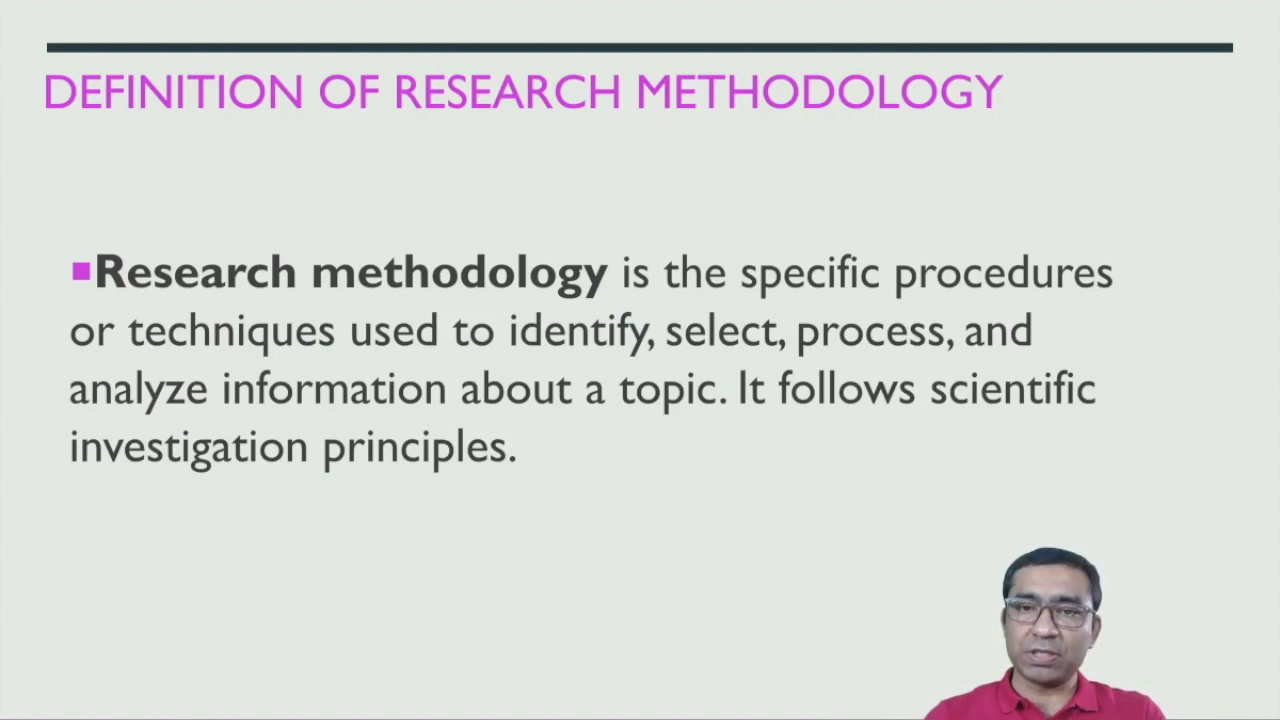 DEFINITION OF RESEARCH METHODOLOGY
Research methodology is the specific procedures
or techniques used to identify, select, process, and
analyze information about a topic. It follows scientific
investigation principles.